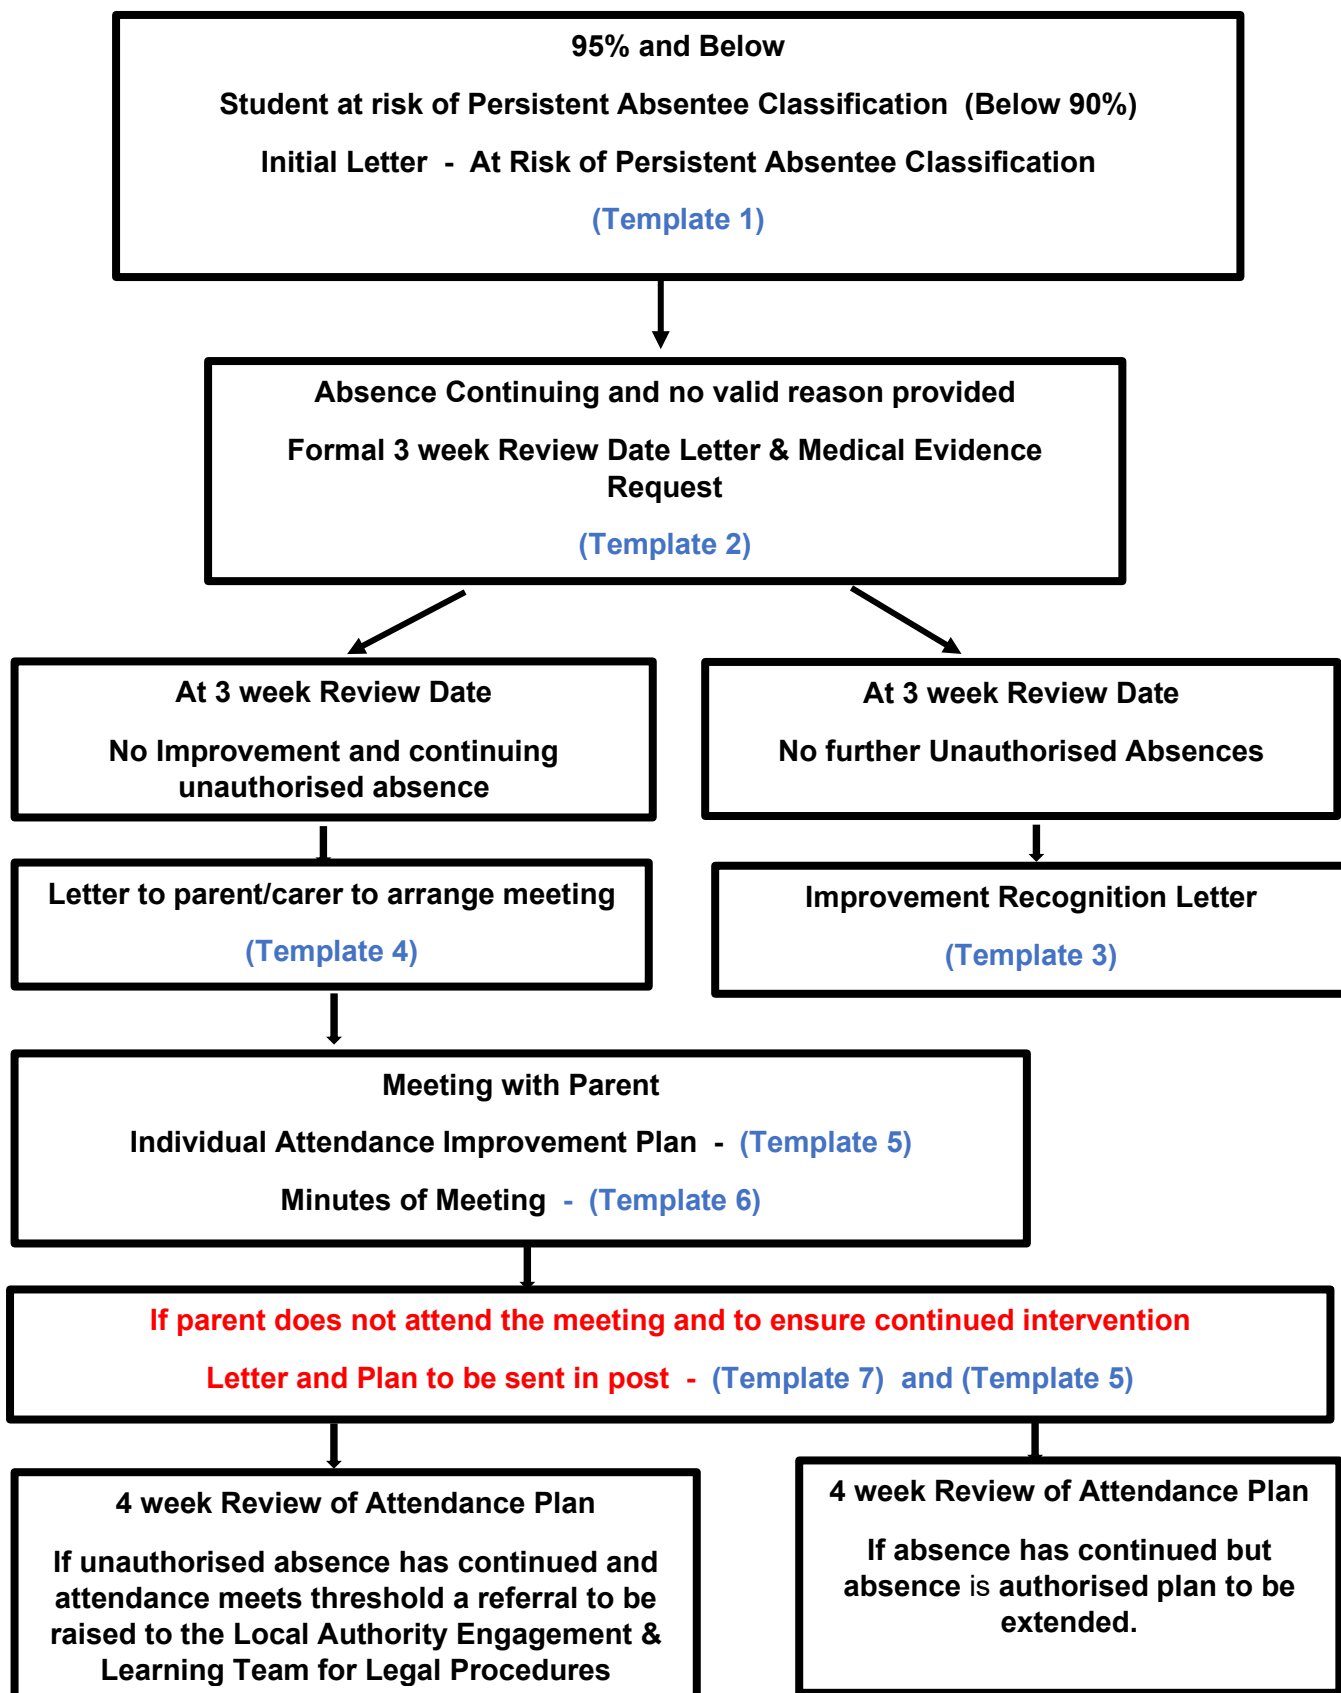 95% and Below
Student at risk of Persistent Absentee Classification (Below 90%)
Initial Letter - At Risk of Persistent Absentee Classification
(Template 1)
Absence Continuing and no valid reason provided
Formal 3 week Review Date Letter & Medical Evidence
Request
(Template 2)
At 3 week Review Date
No Improvement and continuing
unauthorised absence
At 3 week Review Date
No further Unauthorised Absences
Letter to parent/carer to arrange meeting
(Template 4)
Improvement Recognition Letter
(Template 3)
Meeting with Parent
Individual Attendance Improvement Plan - (Template 5)
Minutes of Meeting - (Template 6)
If parent does not attend the meeting and to ensure continued intervention
Letter and Plan to be sent in post - (Template 7) and (Template 5)
4 week Review of Attendance Plan
If unauthorised absence has continued and
attendance meets threshold a referral to be
raised to the Local Authority Engagement &
Learning Team for Legal Procedures
4 week Review of Attendance Plan
If absence has continued but
absence is authorised plan to be
extended.